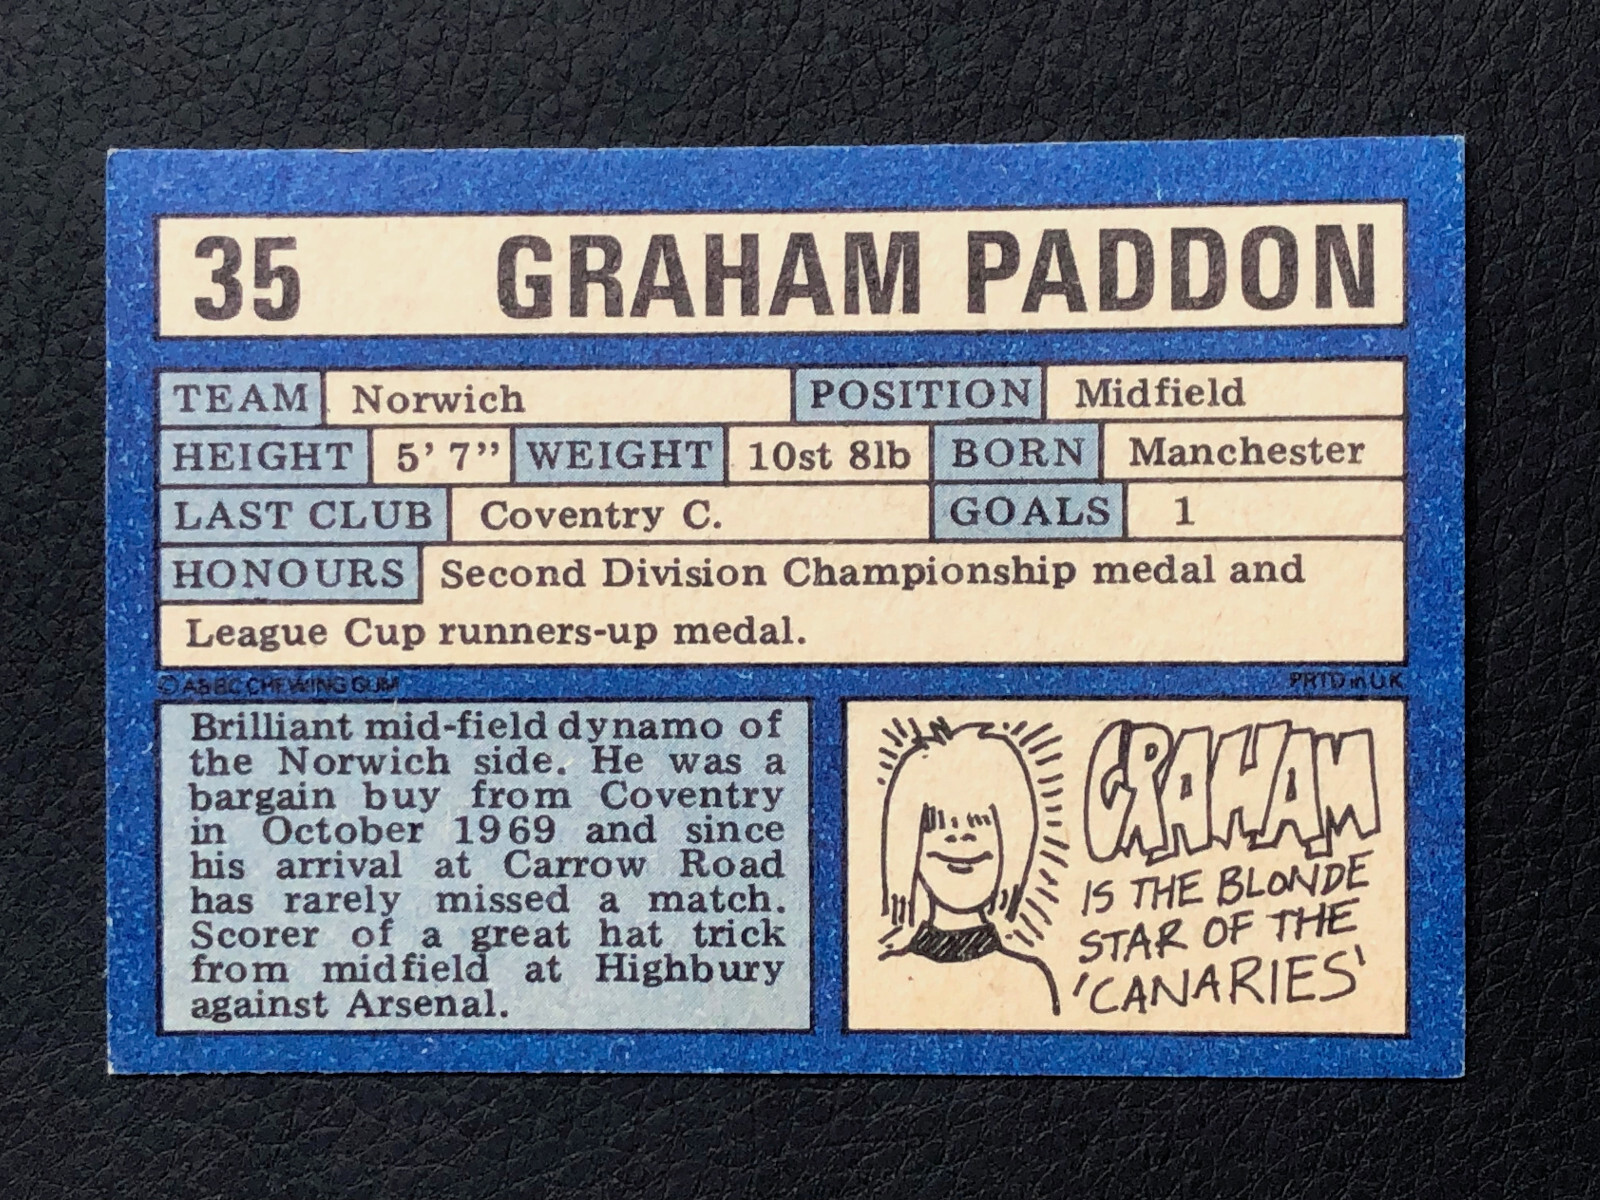 35 GRAHAM PADDON
TEAM Norwich POSITION Midfield
HEIGHT 5' 7" WEIGHT 10st 8lb BORN Manchester
LAST CLUB Coventry C. GOALS 1
HONOURS Second Division Championship medal and
League Cup runners-up medal.
© A&BC CHEWING GUM PRTD in U.K
Brilliant mid-field dynamo of
the Norwich side. He was a
bargain buy from Coventry
in October 1969 and since
his arrival at Carrow Road
has rarely missed a match.
Scorer of a great hat trick
from midfield at Highbury
against Arsenal.
GRAHAM
IS THE BLONDE
STAR OF THE
'CANARIES'